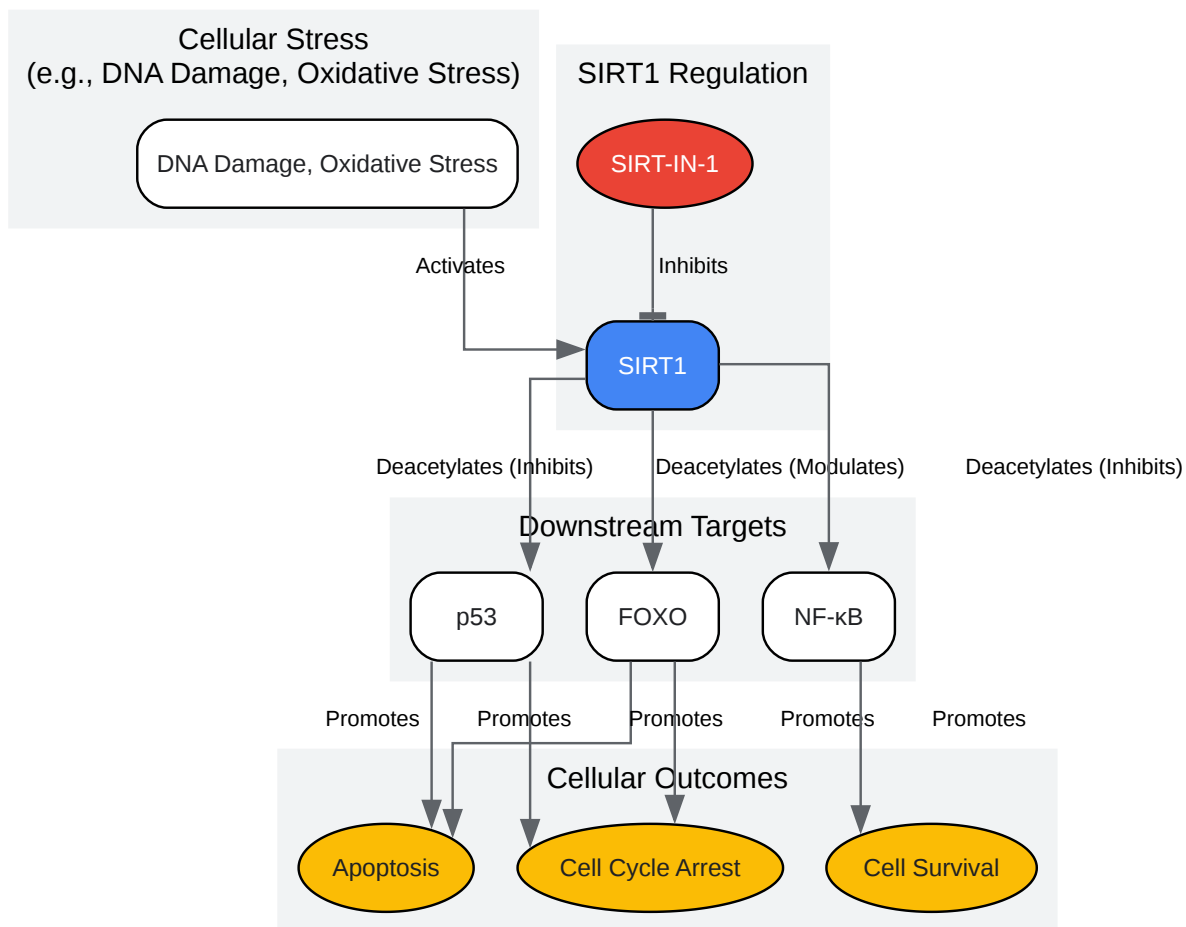 Cellular Stress
(e.g., DNA Damage, Oxidative Stress)
SIRT1 Regulation
DNA Damage, Oxidative Stress
SIRT-IN-1
Activates
Inhibits
SIRT1
Deacetylates (Inhibits)
Deacetylates (Modulates)
Deacetylates (Inhibits)
Downstream Targets
p53
FOXO
NF-κB
Promotes
Promotes
Promotes
Promotes
Promotes
Cellular Outcomes
Apoptosis
Cell Cycle Arrest
Cell Survival